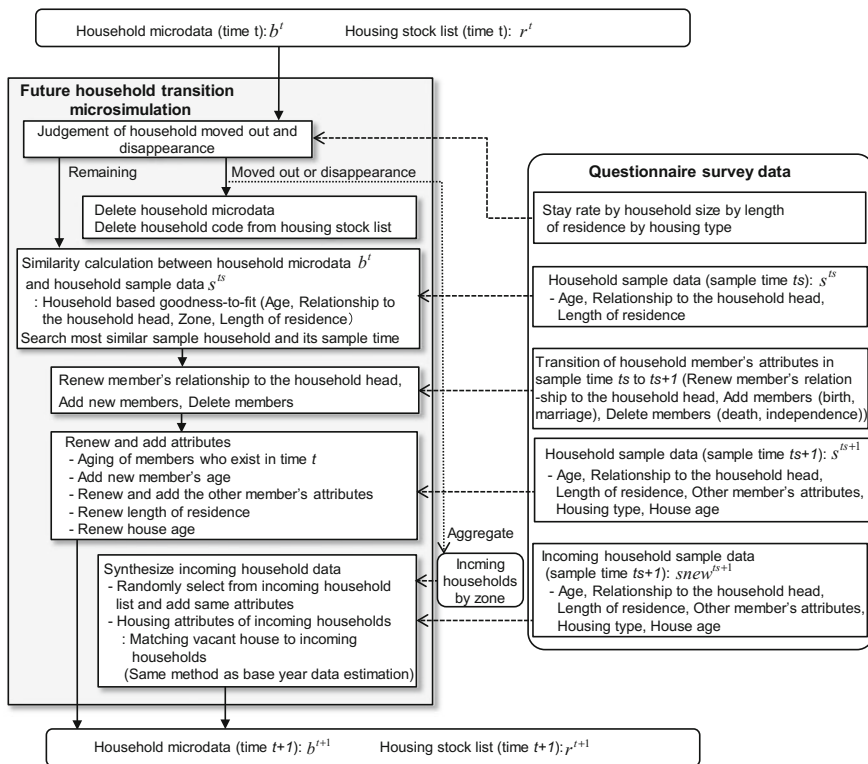 Household microdata (time t): b^t Housing stock list (time t): r^t
Future household transition
microsimulation
Judgement of household moved out and
disappearance
Remaining
Moved out or disappearance
Delete household microdata
Delete household code from housing stock list
Similarity calculation between household microdata b^t
and household sample data s^ts
: Household based goodness-to-fit (Age, Relationship to
the household head, Zone, Length of residence)
Search most similar sample household and its sample time
Renew member's relationship to the household head,
Add new members, Delete members
Renew and add attributes
- Aging of members who exist in time t
- Add new member's age
- Renew and add the other member's attributes
- Renew length of residence
- Renew house age
Aggregate
Incming
households
by zone
Synthesize incoming household data
- Randomly select from incoming household
list and add same attributes
- Housing attributes of incoming households
: Matching vacant house to incoming
households
(Same method as base year data estimation)
Questionnaire survey data
Stay rate by household size by length
of residence by housing type
Household sample data (sample time ts): s^ts
- Age, Relationship to the household head,
Length of residence
Transition of household member's attributes in
sample time ts to ts+1 (Renew member's relation
-ship to the household head, Add members (birth,
marriage), Delete members (death, independence))
Household sample data (sample time ts+1): s^ts+1
- Age, Relationship to the household head,
Length of residence, Other member's attributes,
Housing type, House age
Incoming household sample data
(sample time ts+1): snew^ts+1
- Age, Relationship to the household head,
Length of residence, Other member's attributes,
Housing type, House age
Household microdata (time t+1): b^t+1 Housing stock list (time t+1): r^t+1